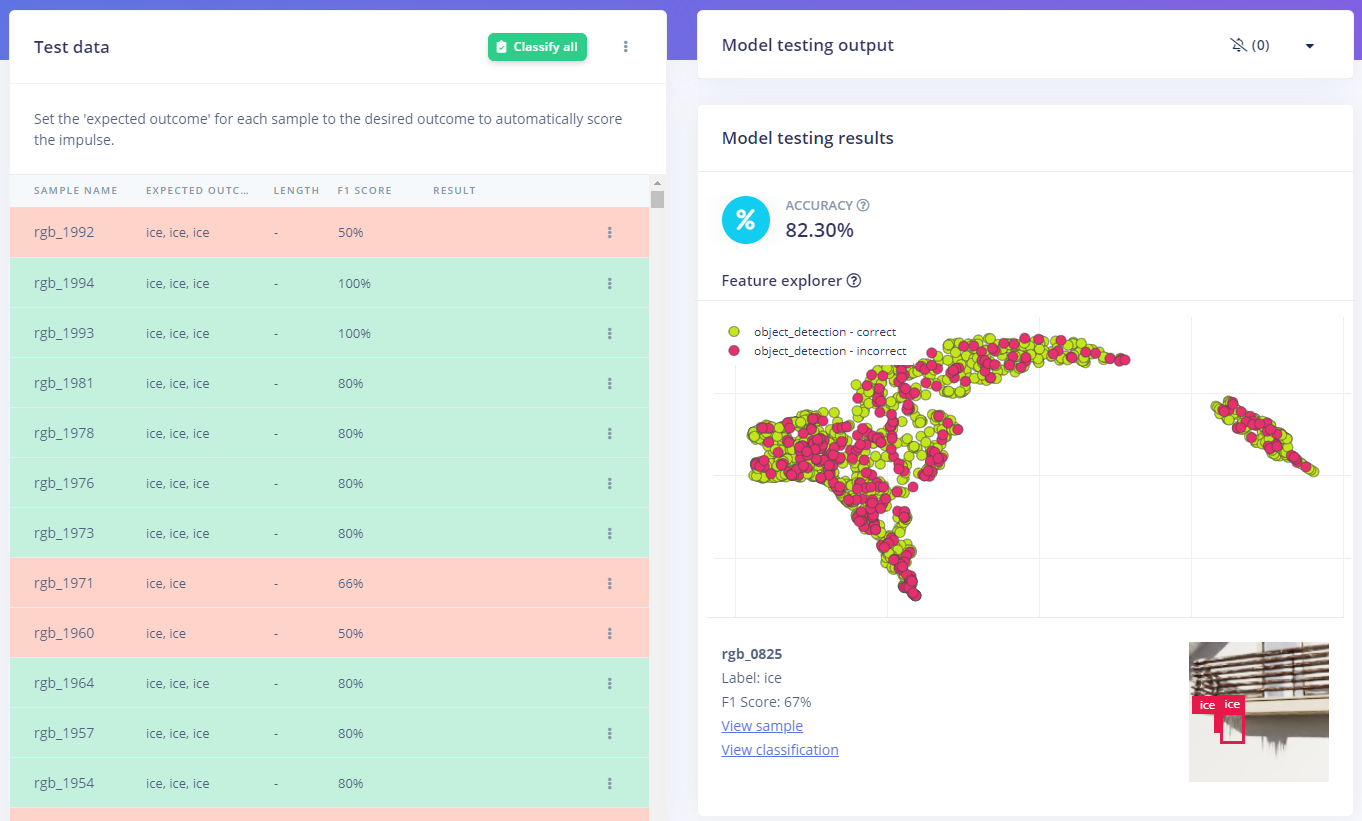 Test data
Classify all
Set the 'expected outcome' for each sample to the desired outcome to automatically score
the impulse.
SAMPLE NAME EXPECTED OUTC... LENGTH F1 SCORE RESULT
rgb_1992 ice, ice, ice - 50%
rgb_1994 ice, ice, ice - 100%
rgb_1993 ice, ice, ice - 100%
rgb_1981 ice, ice, ice - 80%
rgb_1978 ice, ice, ice - 80%
rgb_1976 ice, ice, ice - 80%
rgb_1973 ice, ice, ice - 80%
rgb_1971 ice, ice - 66%
rgb_1960 ice, ice - 50%
rgb_1964 ice, ice, ice - 80%
rgb_1957 ice, ice, ice - 80%
rgb_1954 ice, ice, ice - 80%
Model testing output
(0)
Model testing results
%
ACCURACY ?
82.30%
Feature explorer ?
object_detection - correct
object_detection - incorrect
rgb_0825
Label: ice
F1 Score: 67%
View sample
View classification
ice ice